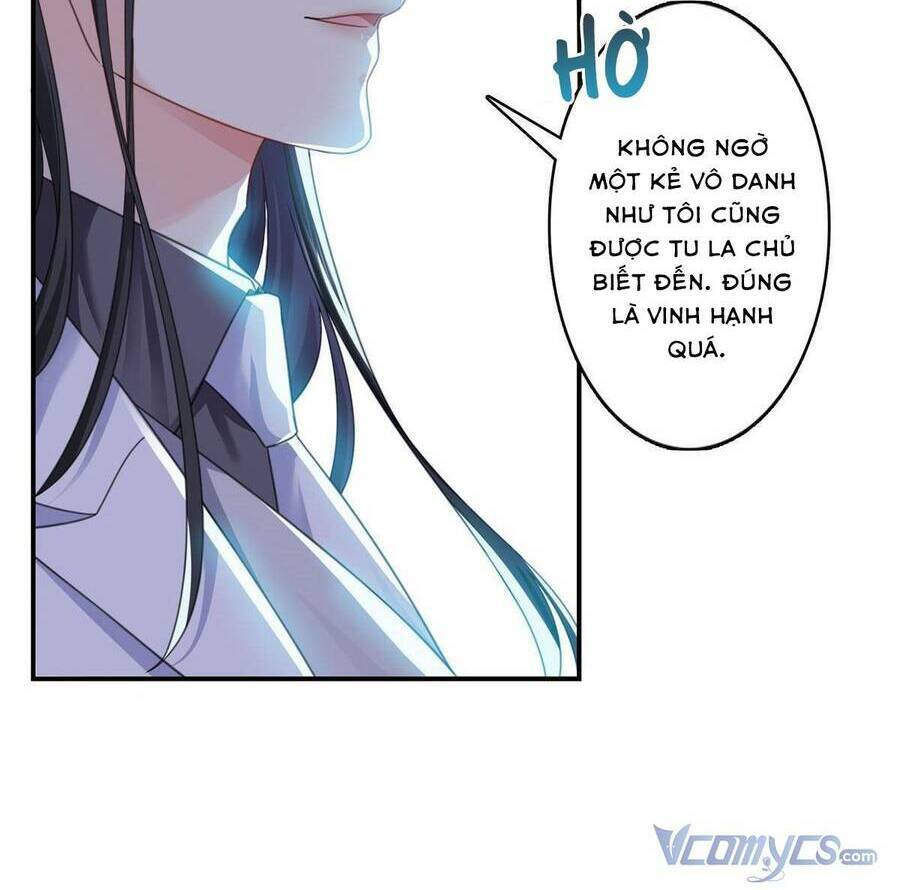 HỜ
KHÔNG NGỜ
MỘT KẺ VÔ DANH
NHƯ TÔI CŨNG
ĐƯỢC TU LA CHỦ
BIẾT ĐẾN. ĐÚNG
LÀ VINH HẠNH
QUÁ.
Vcomycs.com